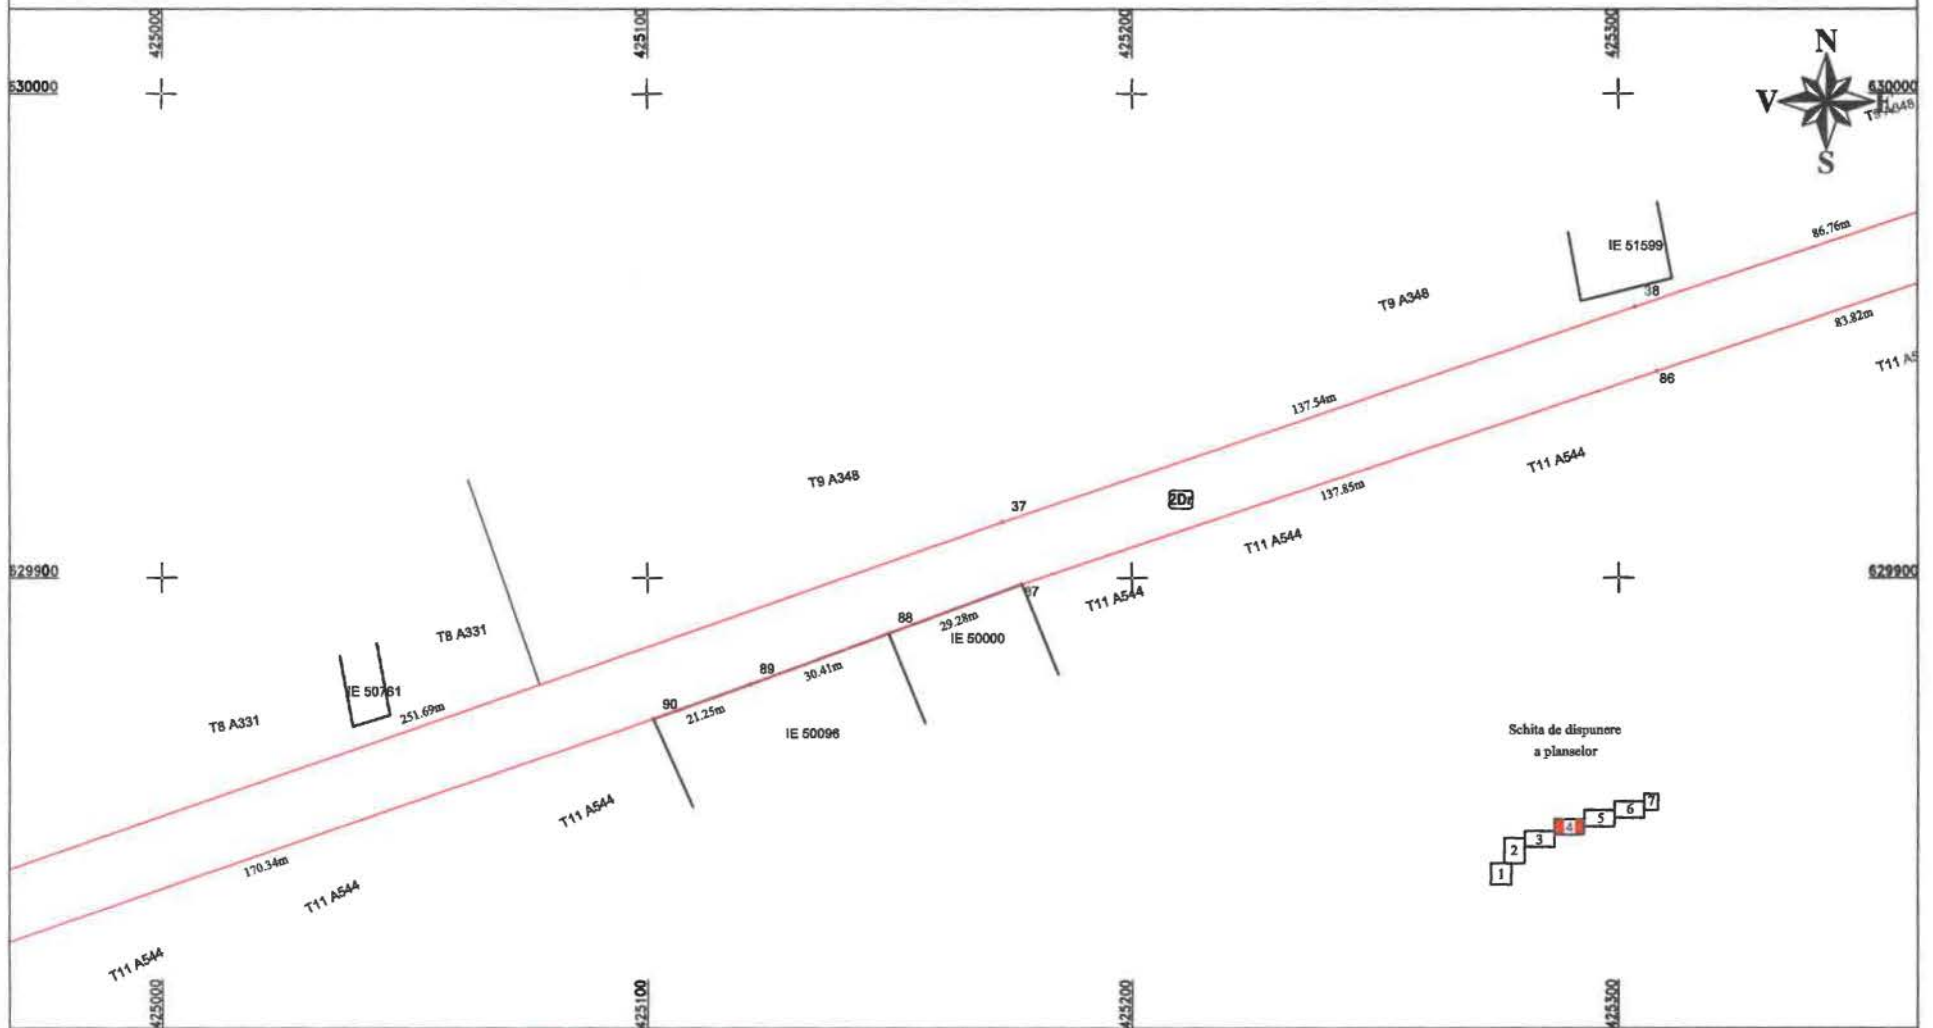 425000
425100
425200
425300
N
630000
630000
V
E
T9 A348
S
86.76m
IE 51599
T9 A348
38
83.82m
T11
86
137.54m
T11 A544
T9 A348
137.85m
37
2Dr
T11 A544
629900
629900
T11 A544
87
88
29.28m
IE 50000
T8 A331
89
30.41m
IE 50761
90
251.69m
21.25m
T8 A331
IE 50096
Schita de dispunere
a planselor
T11 A544
7
6
5
4
3
2
1
170.34m
T11 A544
T11 A544
425000
425100
425200
425300